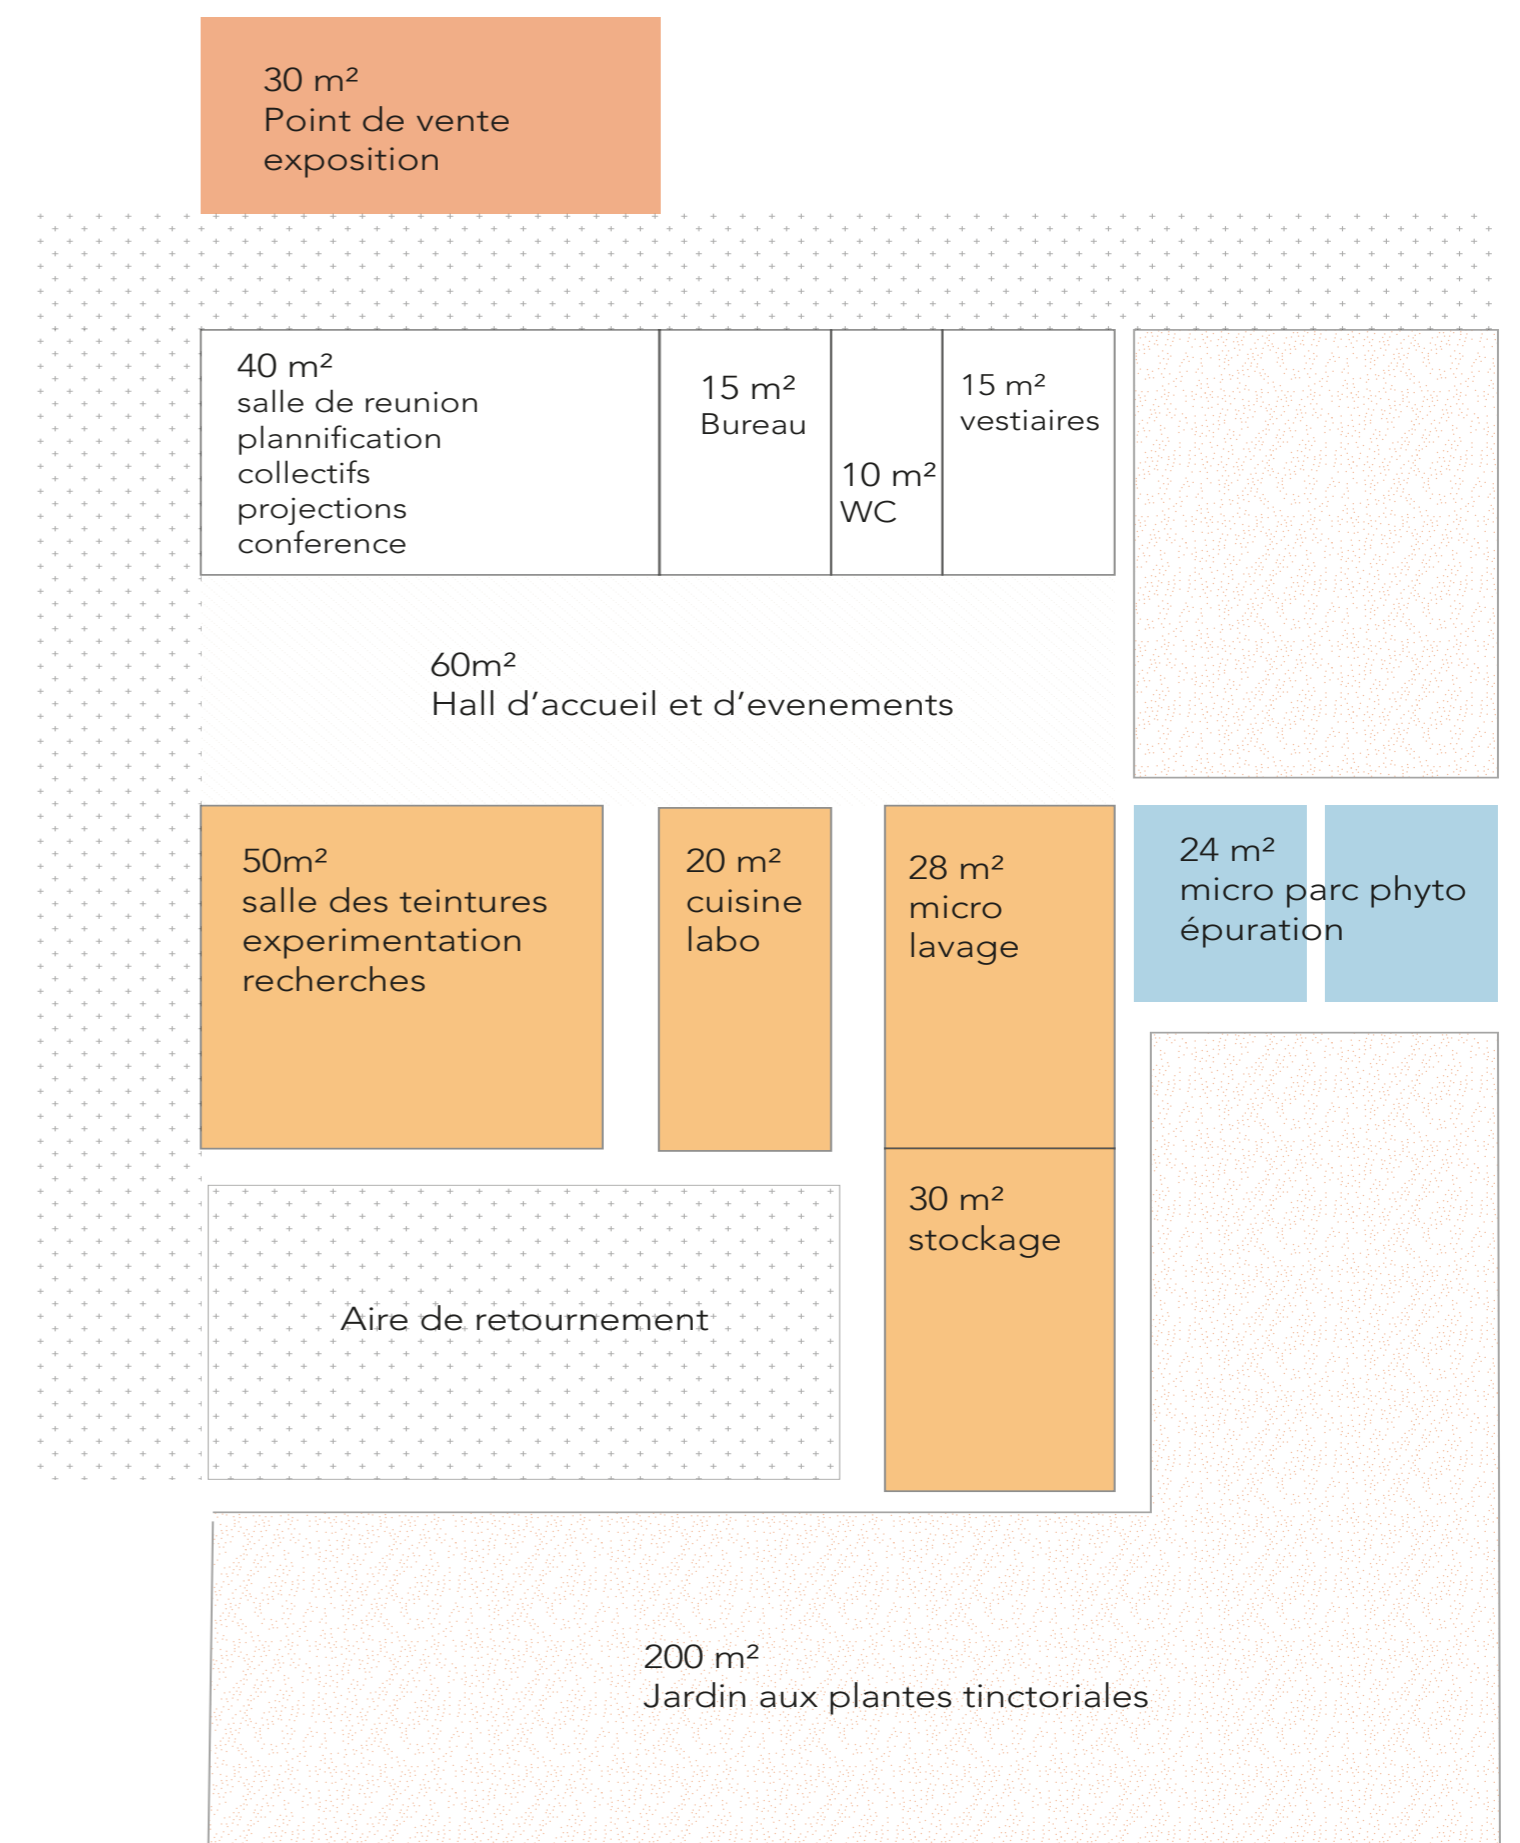 30 m²
Point de vente
exposition
40 m²
salle de reunion
plannification
collectifs
projections
conference
15 m²
Bureau
10 m²
WC
15 m²
vestiaires
60m²
Hall d’accueil et d’evenements
50m²
salle des teintures
experimentation
recherches
20 m²
cuisine
labo
28 m²
micro
lavage
24 m²
micro parc phyto
épuration
30 m²
stockage
Aire de retournement
200 m²
Jardin aux plantes tinctoriales